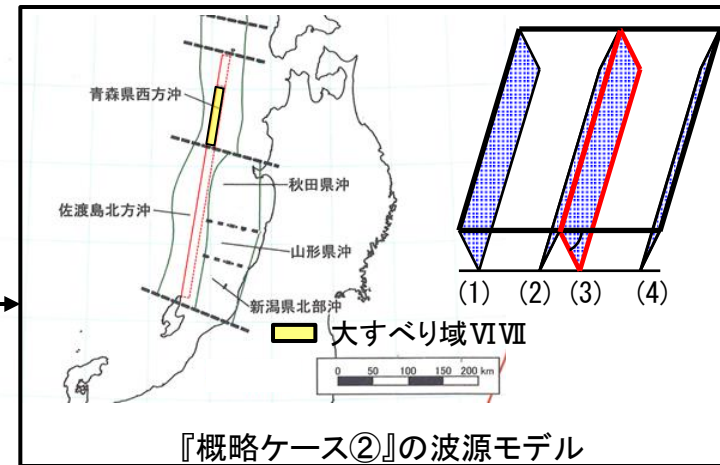 青森県西方沖
秋田県沖
佐渡島北方沖
山形県沖
新潟県北部沖
大すべり域ⅥⅦ
0 50 100 150 200 km
(1) (2) (3) (4)
『概略ケース②』の波源モデル